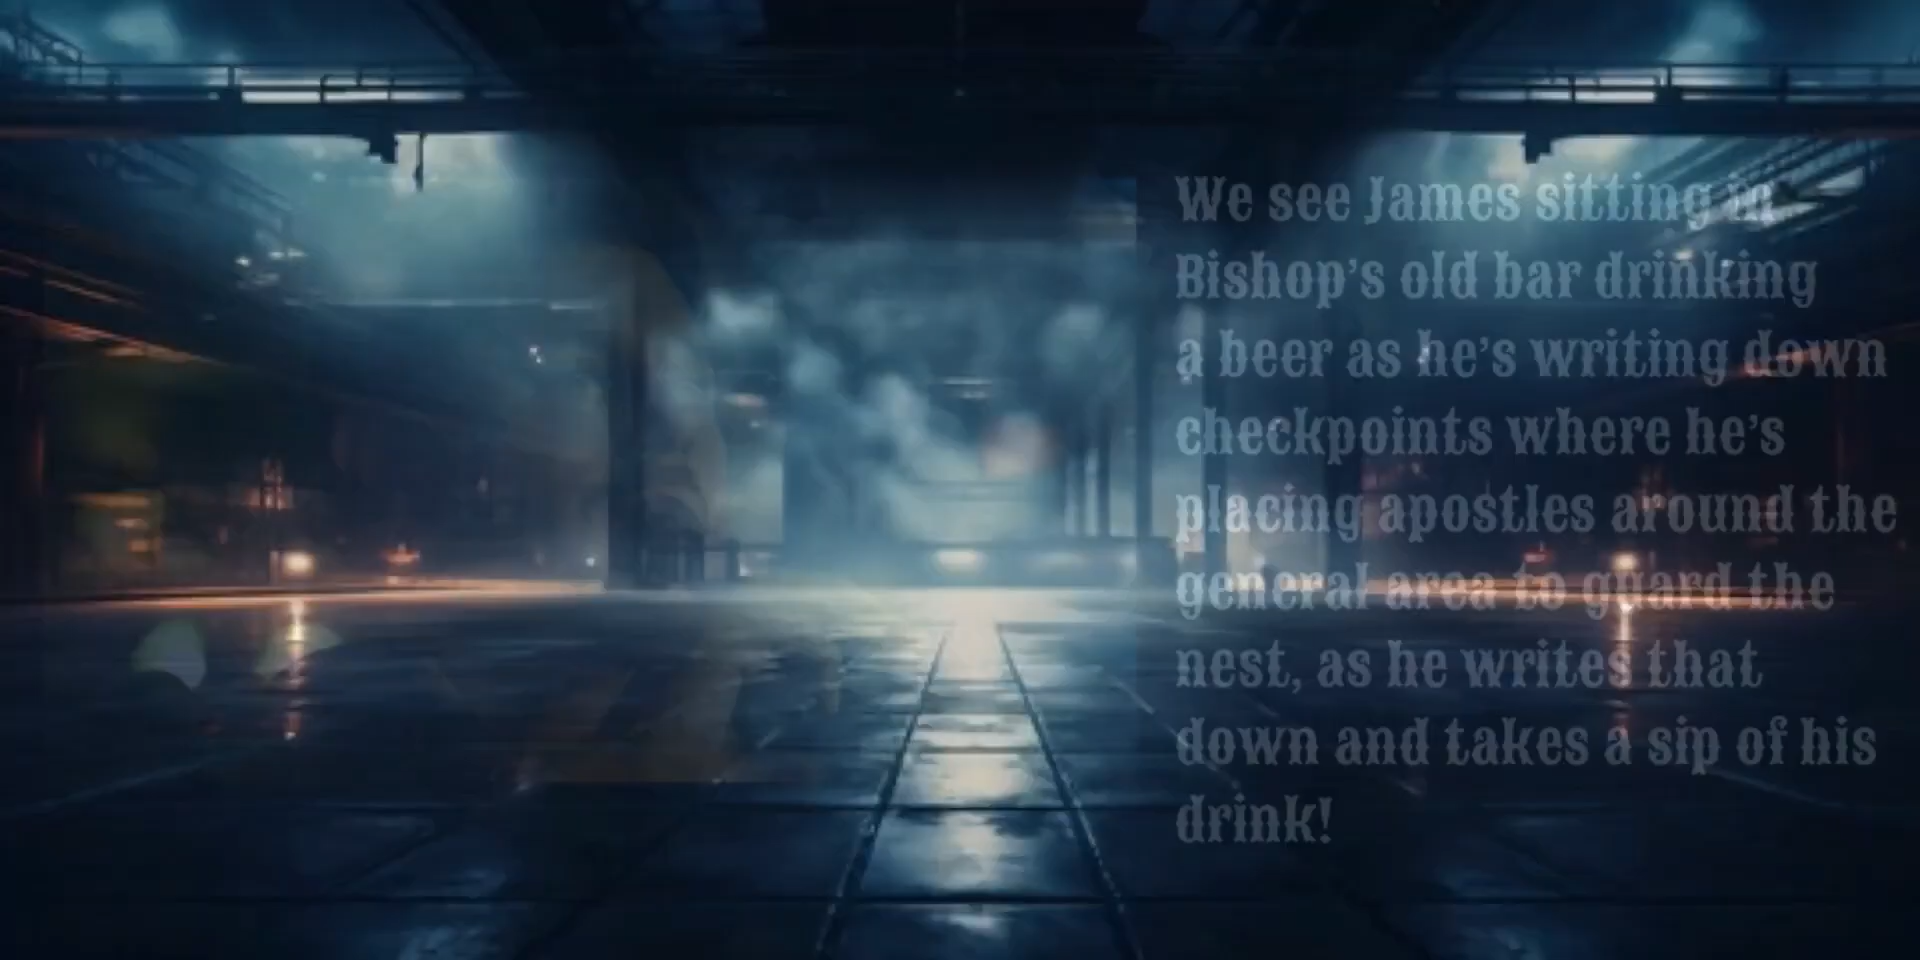 We see James sitting in
Bishop's old bar drinking
a beer as he's writing down
checkpoints where he's
placing apostles around the
general area to guard the
nest, as he writes that
down and takes a sip of his
drink!